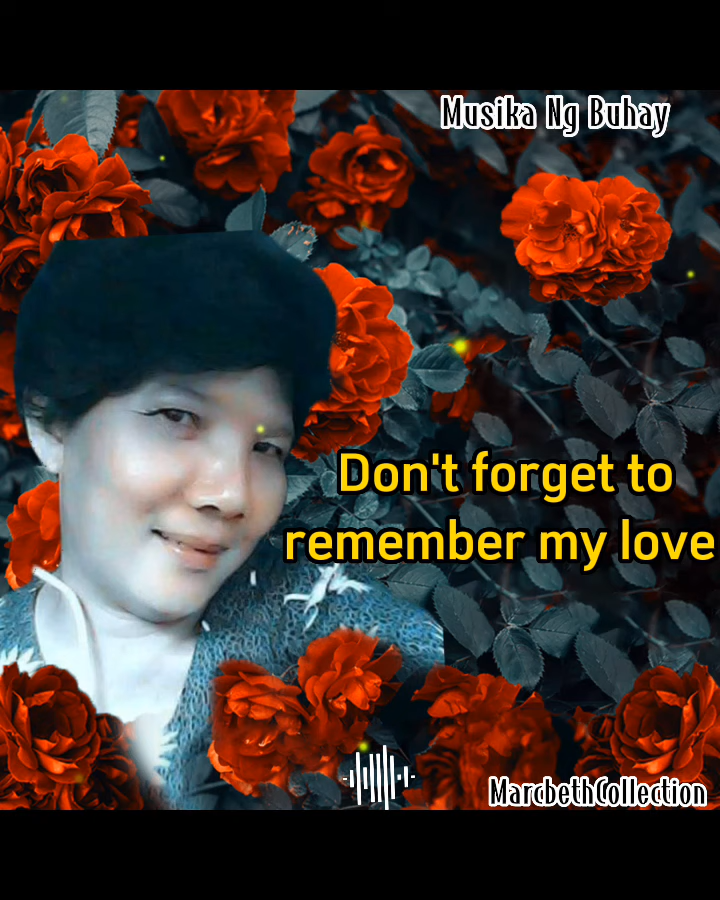 Musika Ng Buhay
Don't forget to
remember my love
MarcbethCollection